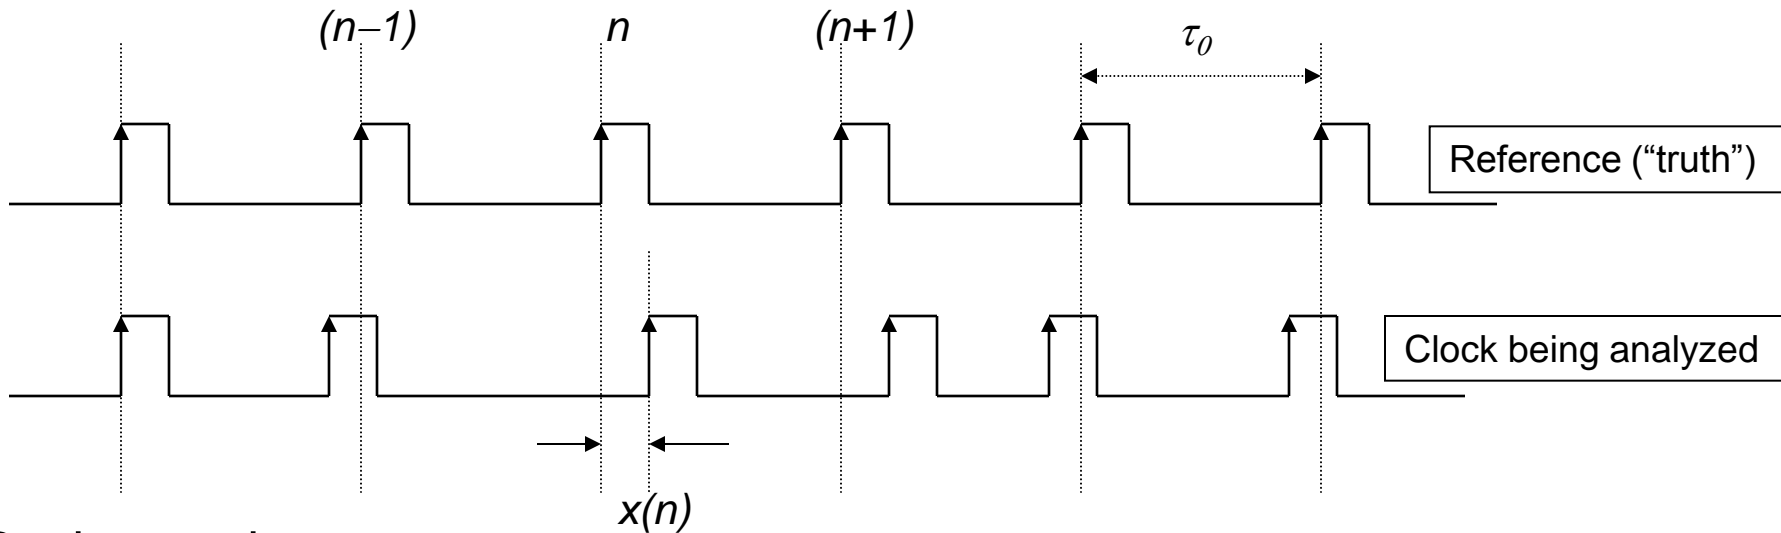 (n−1) n (n+1) τ0
Reference (“truth”)
Clock being analyzed
x(n)